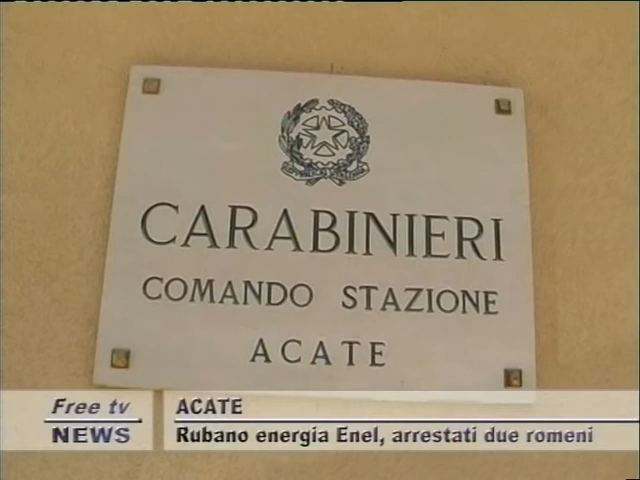 CARABINIERI
COMANDO STAZIONE
ACATE
Free tv
NEWS
ACATE
Rubano energia Enel, arrestati due romeni